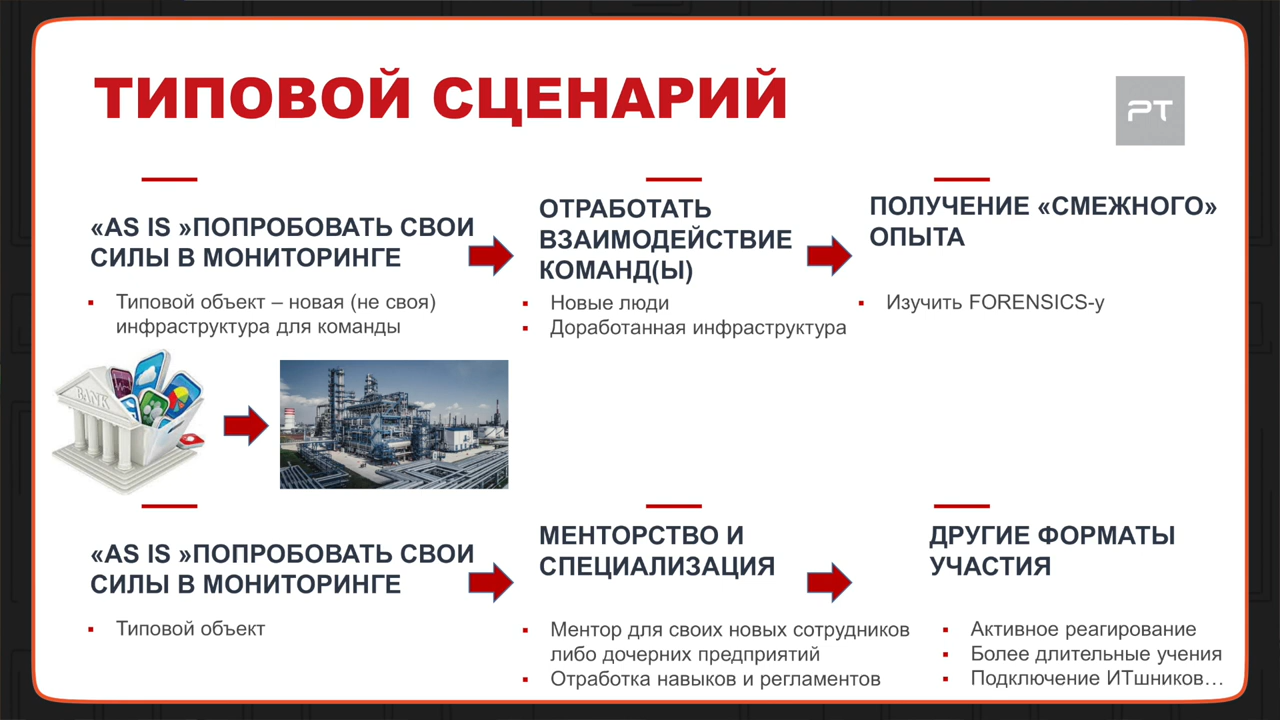 ТИПОВОЙ СЦЕНАРИЙ
PT
«AS IS »ПОПРОБОВАТЬ СВОИ
СИЛЫ В МОНИТОРИНГЕ
▪ Типовой объект – новая (не своя)
инфраструктура для команды
BANK
ОТРАБОТАТЬ
ВЗАИМОДЕЙСТВИЕ
КОМАНД(Ы)
▪ Новые люди
▪ Доработанная инфраструктура
ПОЛУЧЕНИЕ «СМЕЖНОГО»
ОПЫТА
▪ Изучить FORENSICS-у
«AS IS »ПОПРОБОВАТЬ СВОИ
СИЛЫ В МОНИТОРИНГЕ
▪ Типовой объект
МЕНТОРСТВО И
СПЕЦИАЛИЗАЦИЯ
▪ Ментор для своих новых сотрудников
либо дочерних предприятий
▪ Отработка навыков и регламентов
ДРУГИЕ ФОРМАТЫ
УЧАСТИЯ
▪ Активное реагирование
▪ Более длительные учения
▪ Подключение ИТшников…